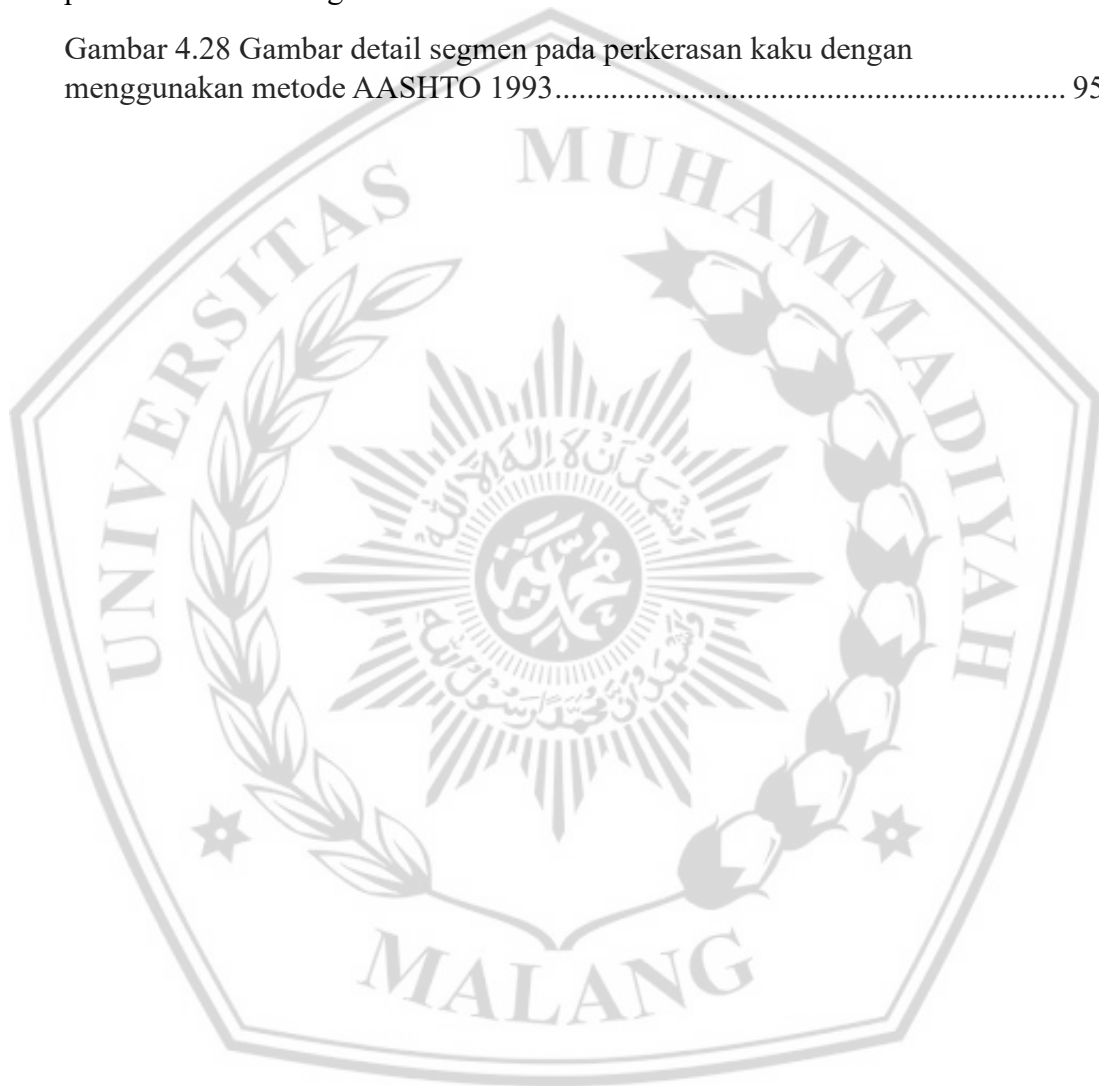 Gambar 4.28 Gambar detail segmen pada perkerasan kaku dengan
menggunakan metode AASHTO 1993................................................................ 95
UNIVERSITAS MUHAMMADIYAH
MALANG